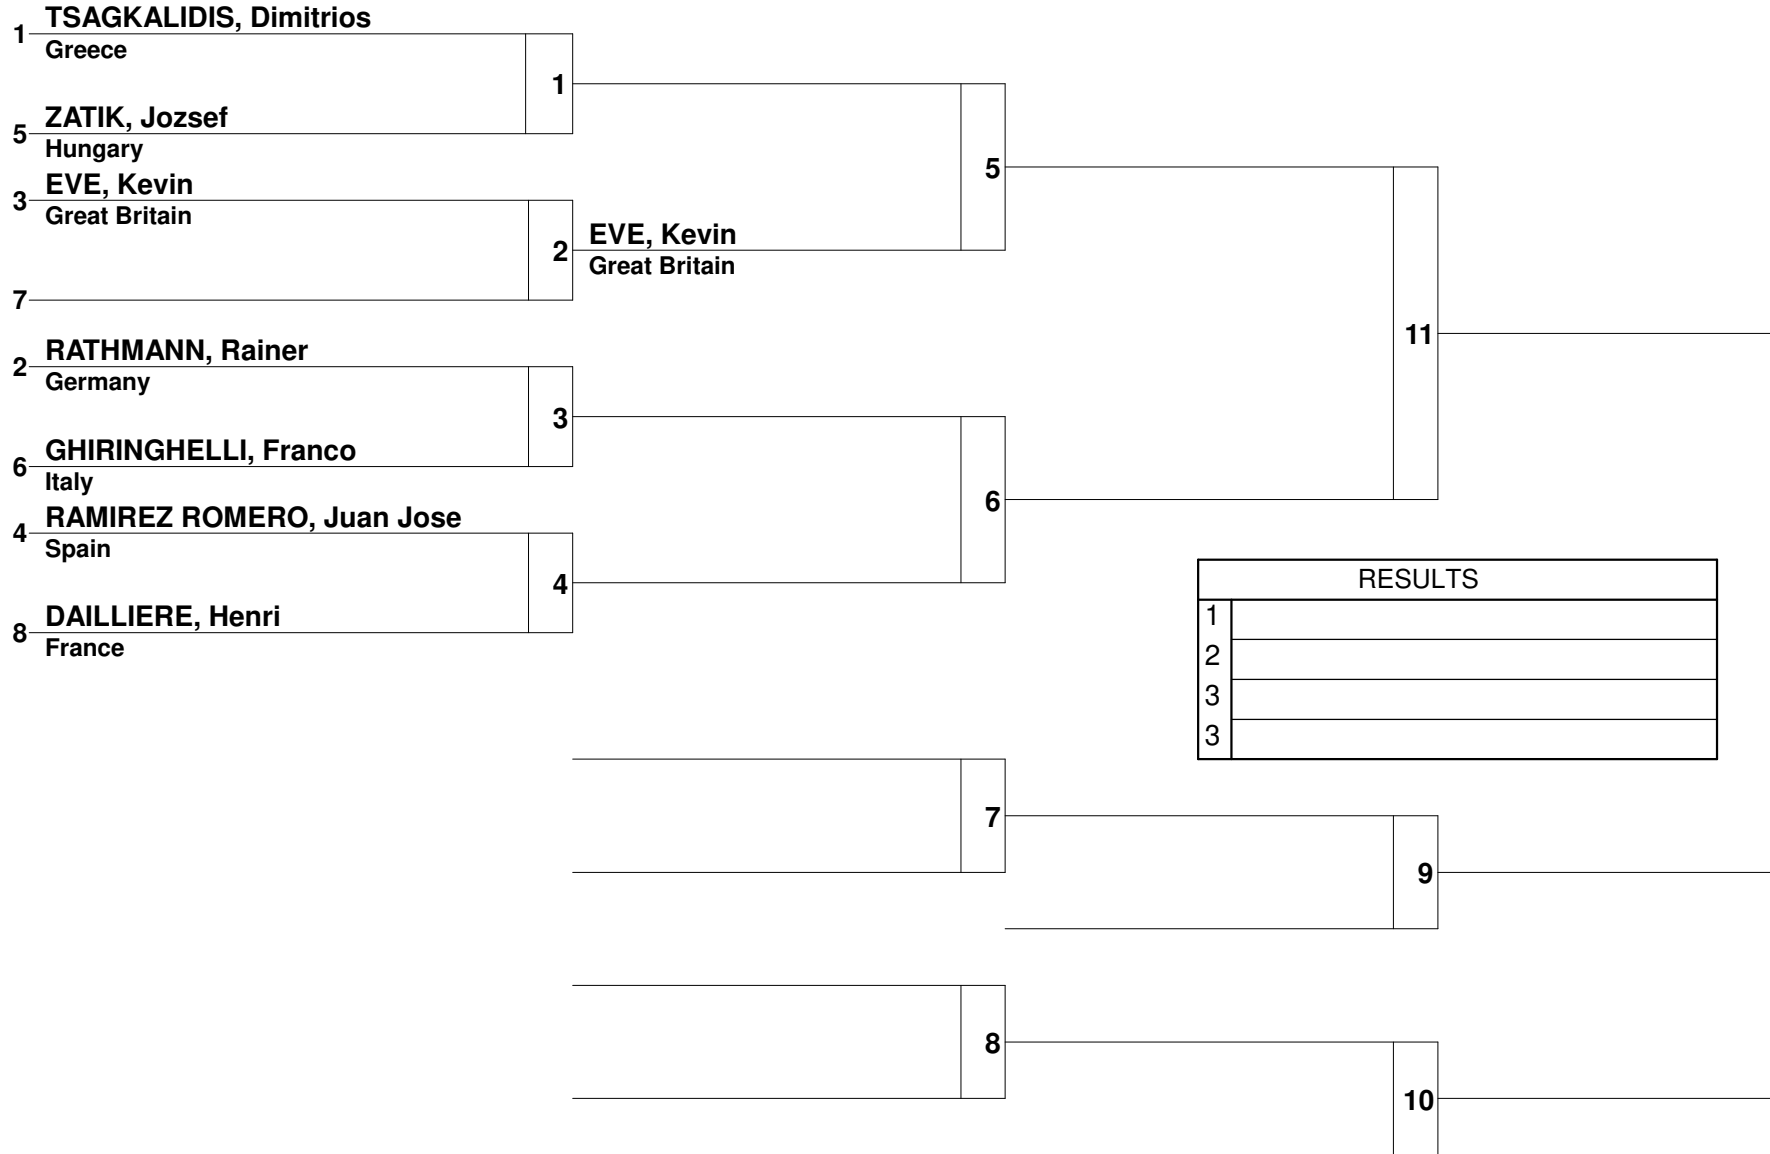 TSAGKALIDIS, Dimitrios
1
Greece
1
ZATIK, Jozsef
5
Hungary
EVE, Kevin
3
Great Britain
5
EVE, Kevin
2
Great Britain
7
11
RATHMANN, Rainer
2
Germany
3
GHIRINGHELLI, Franco
6
Italy
6
RAMIREZ ROMERO, Juan Jose
4
Spain
4
RESULTS
1
2
3
3
DAILLIERE, Henri
8
France
7
9
8
10